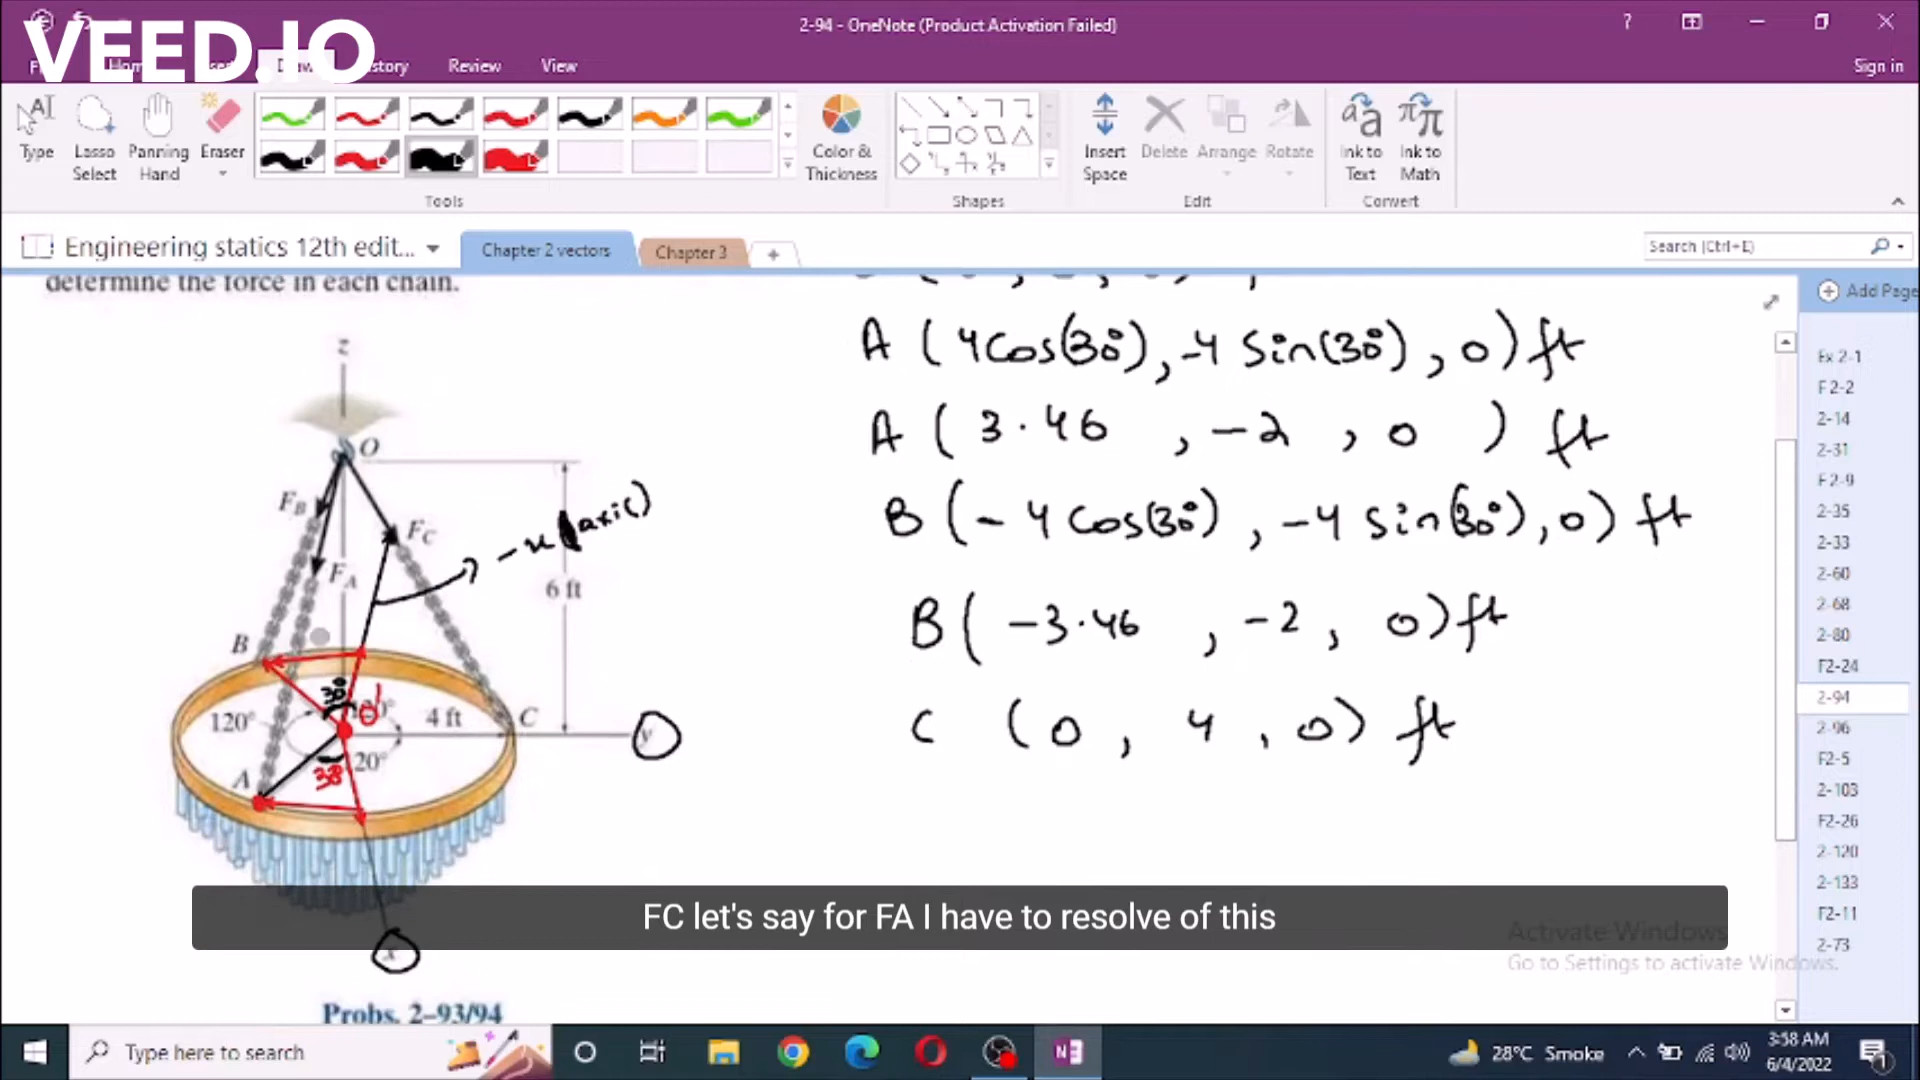 VEED.IO
2-94 - OneNote (Product Activation Failed)
?
Review View
Sign in
Type
Lasso Select
Panning Hand
Eraser
Color & Thickness
Insert Space
Delete
Arrange
Rotate
Ink to Text
Ink to Math
Tools
Shapes
Edit
Convert
Engineering statics 12th edit...
Chapter 2 vectors
Chapter 3
+
Search (Ctrl+E)
determine the force in each chain.
z
O
F_B
F_C
F_A
-x axis
6 ft
B
30°
O'
120°
4 ft
C
y
A
30
20°
x
Probs. 2–93/94
A (4Cos(30°), -4 Sin(30°), 0) ft
A (3.46, -2, 0) ft
B (-4 Cos(30°), -4 Sin(30°), 0) ft
B (-3.46, -2, 0) ft
C (0, 4, 0) ft
Add Page
Ex 2-1
F 2-2
2-14
2-31
F 2-9
2-35
2-33
2-60
2-68
2-80
F2-24
2-94
2-96
F2-5
2-103
F2-26
2-120
2-133
F2-11
2-73
FC let's say for FA I have to resolve of this
Activate Windows
Go to Settings to activate Windows.
Type here to search
28°C Smoke
3:58 AM
6/4/2022
1